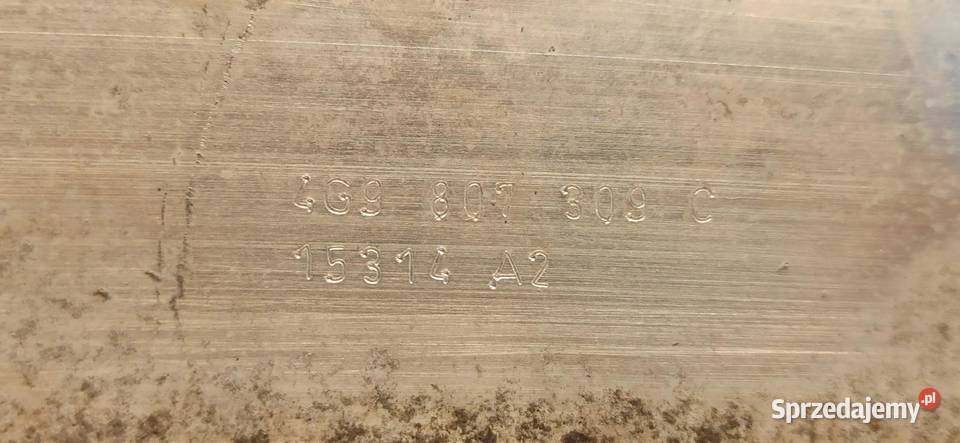 4G9 807 309 C
15314 A2
Sprzedajemy.pl